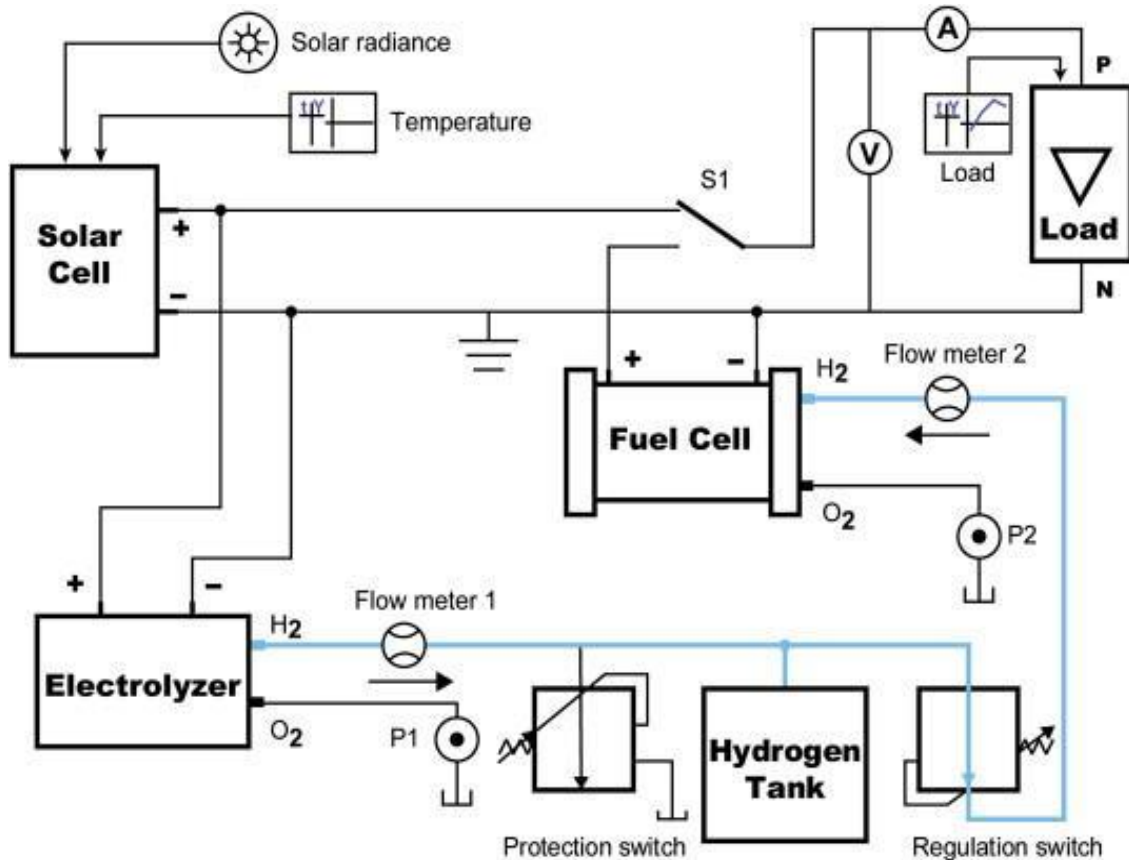 Solar radiance
Temperature
t Y
Solar
Cell
+
-
S1
A
V
t Y
Load
P
Load
N
+
-
Fuel Cell
H2
Flow meter 2
O2
P2
+
-
Electrolyzer
H2
Flow meter 1
O2
P1
Protection switch
Hydrogen
Tank
Regulation switch